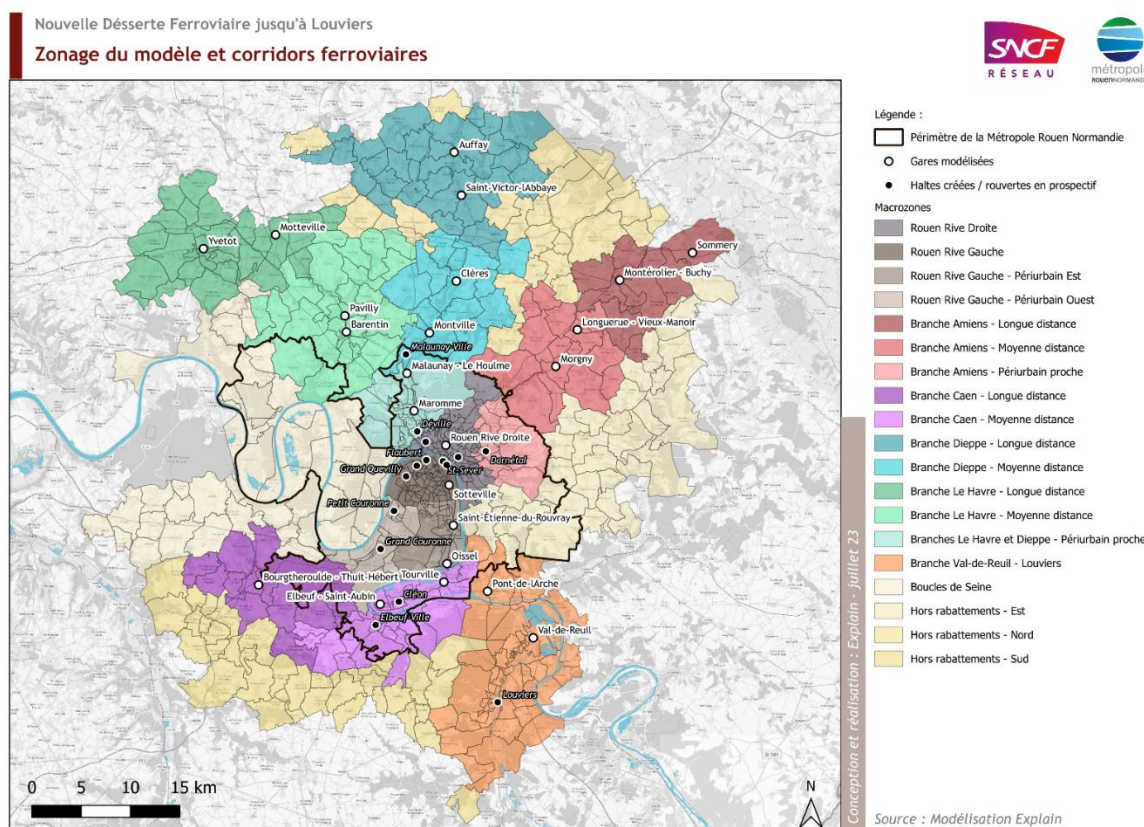 Nouvelle Désserte Ferroviaire jusqu'à Louviers
Zonage du modèle et corridors ferroviaires
SNCF
RÉSEAU
métropole
ROUENNORMANDIE
Légende :
Périmètre de la Métropole Rouen Normandie
Gares modélisées
Haltes créées / rouvertes en prospectif
Macrozones
Rouen Rive Droite
Rouen Rive Gauche
Rouen Rive Gauche - Périurbain Est
Rouen Rive Gauche - Périurbain Ouest
Branche Amiens - Longue distance
Branche Amiens - Moyenne distance
Branche Amiens - Périurbain proche
Branche Caen - Longue distance
Branche Caen - Moyenne distance
Branche Dieppe - Longue distance
Branche Dieppe - Moyenne distance
Branche Le Havre - Longue distance
Branche Le Havre - Moyenne distance
Branches Le Havre et Dieppe - Périurbain proche
Branche Val-de-Reuil - Louviers
Boucles de Seine
Hors rabattements - Est
Hors rabattements - Nord
Hors rabattements - Sud
Auffay
Saint-Victor-lAbbaye
Motteville
Yvetot
Sommery
Montérolier - Buchy
Clères
Pavilly
Barentin
Montville
Longuerue - Vieux-Manoir
Malaunay-Ville
Malaunay - Le Houlme
Morgny
Maromme
Déville
Rouen Rive Droite
Flaubert
Darnétal
Grand Quevilly
St-Sever
Sotteville
Petit Couronne
Saint-Étienne-du-Rouvray
Grand Couronne
Oissel
Bourgtheroulde - Thuit-Hébert
Tourville
Pont-de-lArche
Elbeuf - Saint-Aubin
Cléon
Elbeuf-Ville
Val-de-Reuil
Louviers
0 5 10 15 km
N
Conception et réalisation : Explain - juillet 23
Source : Modélisation Explain